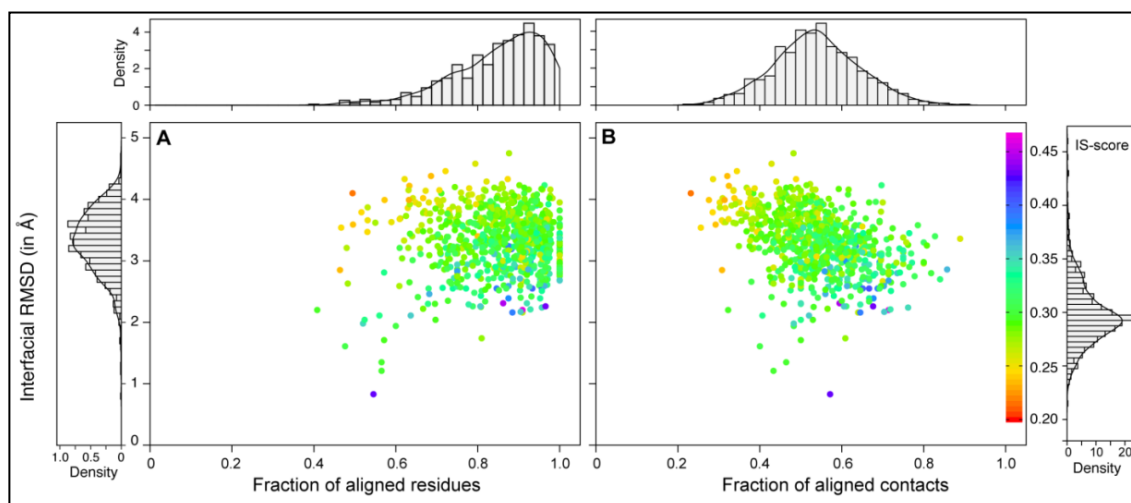 Density
4
2
0
A
B
IS-score
Interfacial RMSD (in Å)
5
4
3
2
1
0
0.45
0.40
0.35
0.30
0.25
0.20
1.0 0.5 0
Density
0 0.2 0.4 0.6 0.8 1.0
Fraction of aligned residues
0 0.2 0.4 0.6 0.8 1.0
Fraction of aligned contacts
0 10 20
Density